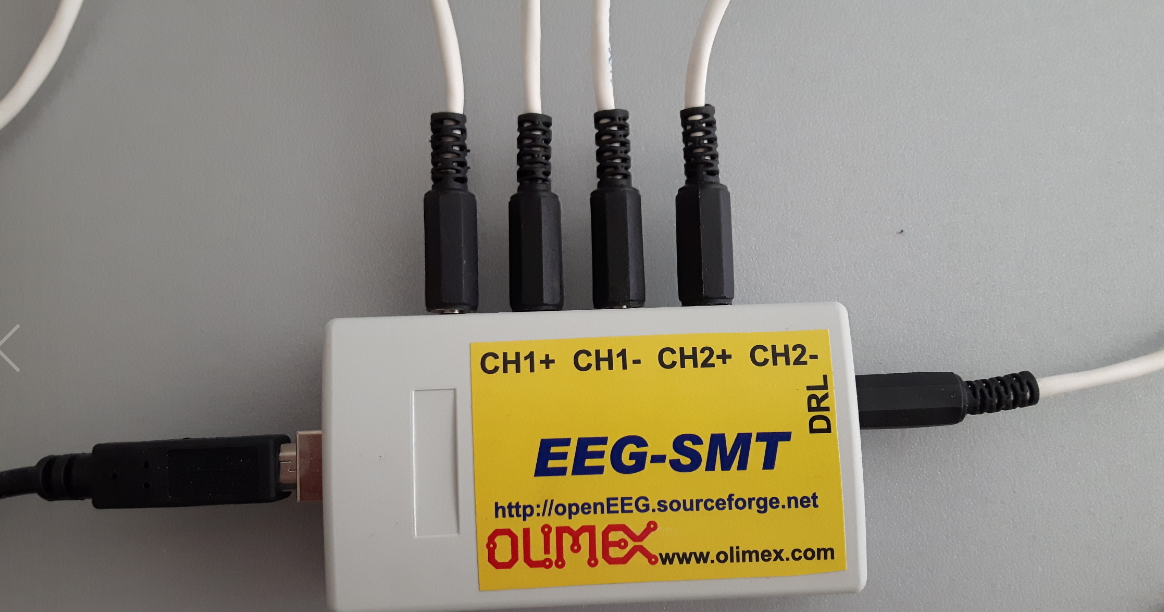 CH1+ CH1- CH2+ CH2-
DRL
EEG-SMT
http://openEEG.sourceforge.net
OLIMEX www.olimex.com